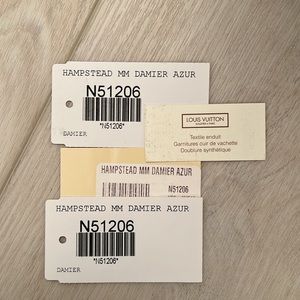 HAMPSTEAD MM DAMIER AZUR
N51206
*N51206*
DAMIER
LOUIS VUITTON
Textile enduit
Garnitures cuir de vachette
Doublure synthétique
HAMPSTEAD MM DAMIER AZUR
N51206
HAMPSTEAD MM DAMIER AZUR
N51206
*N51206*
DAMIER